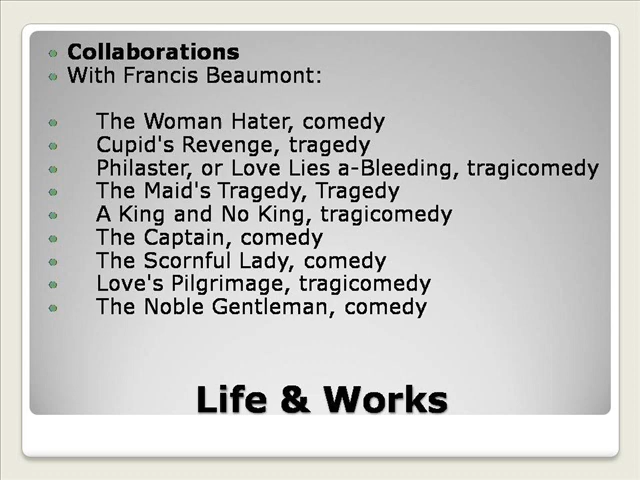 Collaborations
With Francis Beaumont:
The Woman Hater, comedy
Cupid's Revenge, tragedy
Philaster, or Love Lies a-Bleeding, tragicomedy
The Maid's Tragedy, Tragedy
A King and No King, tragicomedy
The Captain, comedy
The Scornful Lady, comedy
Love's Pilgrimage, tragicomedy
The Noble Gentleman, comedy
Life & Works